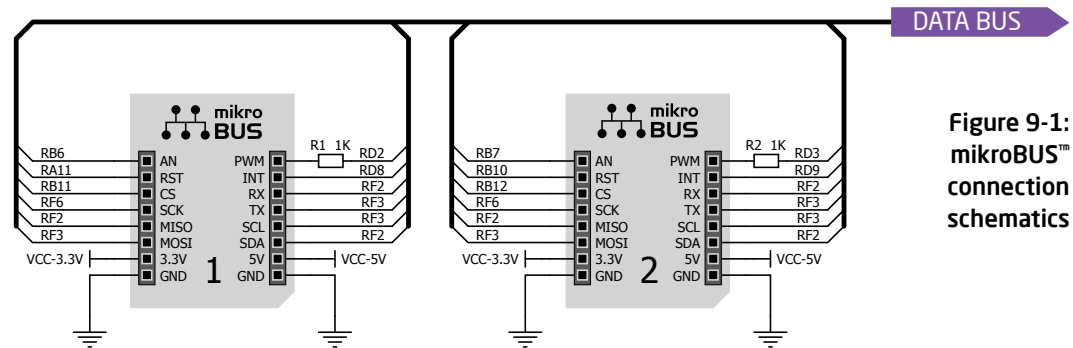 DATA BUS
Figure 9-1:
mikroBUS™
connection
schematics
mikro
BUS
RB6 AN PWM R1 1K RD2
RA11 RST INT RD8
RB11 CS RX RF2
RF6 SCK TX RF3
RF2 MISO SCL RF3
RF3 MOSI SDA RF2
VCC-3.3V 3.3V 5V VCC-5V
GND 1 GND
mikro
BUS
RB7 AN PWM R2 1K RD3
RB10 RST INT RD9
RB12 CS RX RF2
RF6 SCK TX RF3
RF2 MISO SCL RF3
RF3 MOSI SDA RF2
VCC-3.3V 3.3V 5V VCC-5V
GND 2 GND